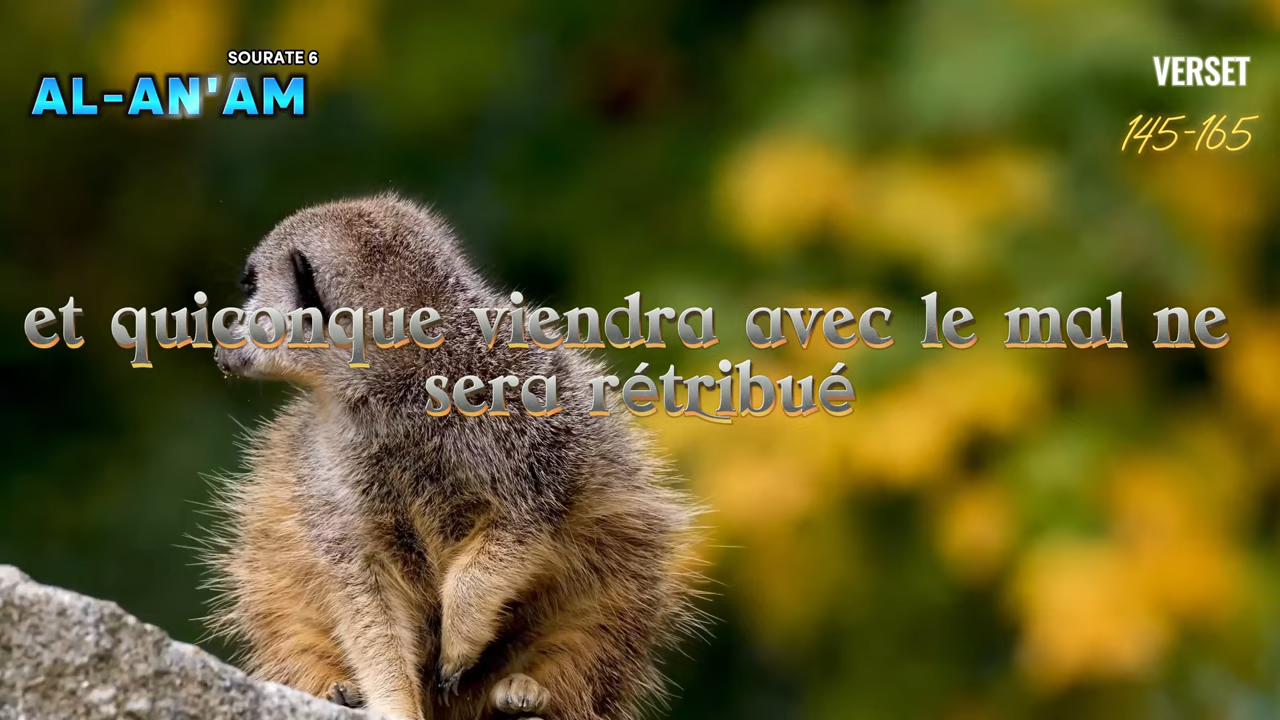 SOURATE 6
AL-AN'AM
VERSET
145-165
et quiconque viendra avec le mal ne
sera rétribué